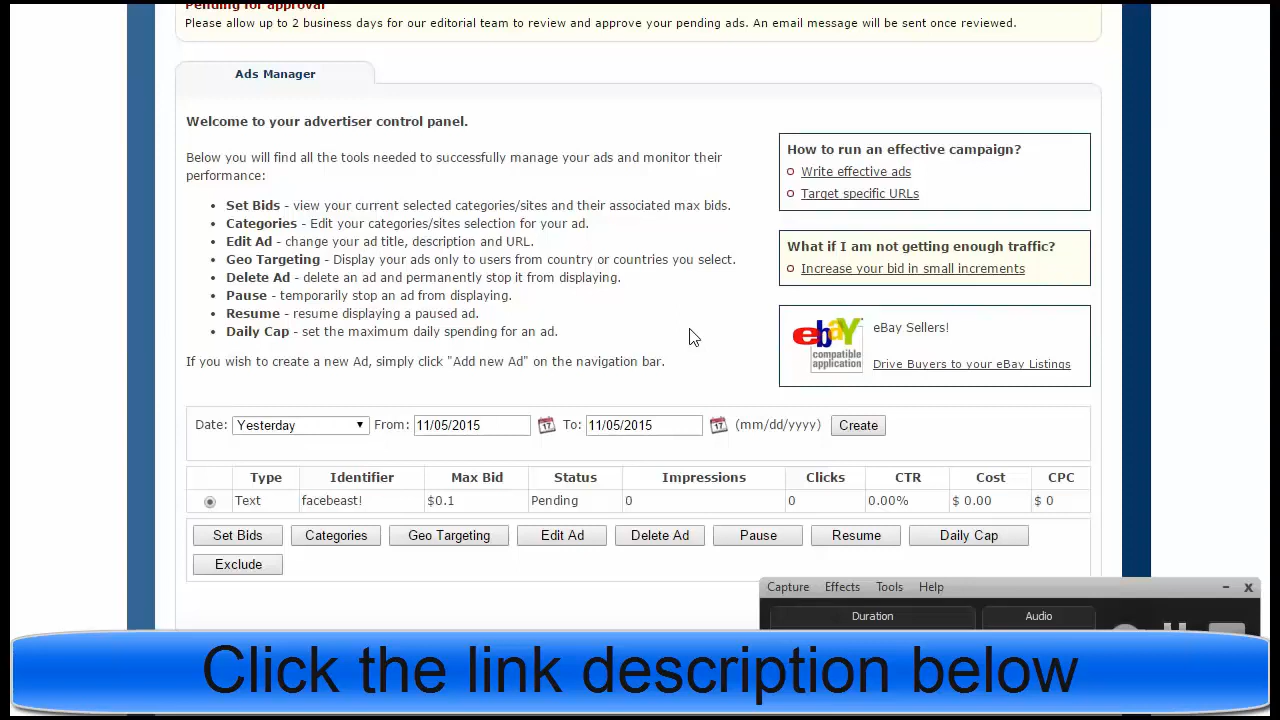 Pending for approval
Please allow up to 2 business days for our editorial team to review and approve your pending ads. An email message will be sent once reviewed.
Ads Manager
Welcome to your advertiser control panel.
Below you will find all the tools needed to successfully manage your ads and monitor their
performance:
• Set Bids - view your current selected categories/sites and their associated max bids.
• Categories - Edit your categories/sites selection for your ad.
• Edit Ad - change your ad title, description and URL.
• Geo Targeting - Display your ads only to users from country or countries you select.
• Delete Ad - delete an ad and permanently stop it from displaying.
• Pause - temporarily stop an ad from displaying.
• Resume - resume displaying a paused ad.
• Daily Cap - set the maximum daily spending for an ad.
If you wish to create a new Ad, simply click "Add new Ad" on the navigation bar.
How to run an effective campaign?
Write effective ads
Target specific URLs
What if I am not getting enough traffic?
Increase your bid in small increments
ebay
compatible
application
eBay Sellers!
Drive Buyers to your eBay Listings
Date: Yesterday From: 11/05/2015 17 To: 11/05/2015 17 (mm/dd/yyyy) Create
Type Identifier Max Bid Status Impressions Clicks CTR Cost CPC
Text facebeast! $0.1 Pending 0 0 0.00% $ 0.00 $ 0
Set Bids Categories Geo Targeting Edit Ad Delete Ad Pause Resume Daily Cap
Exclude
Capture Effects Tools Help
Duration Audio
Click the link description below